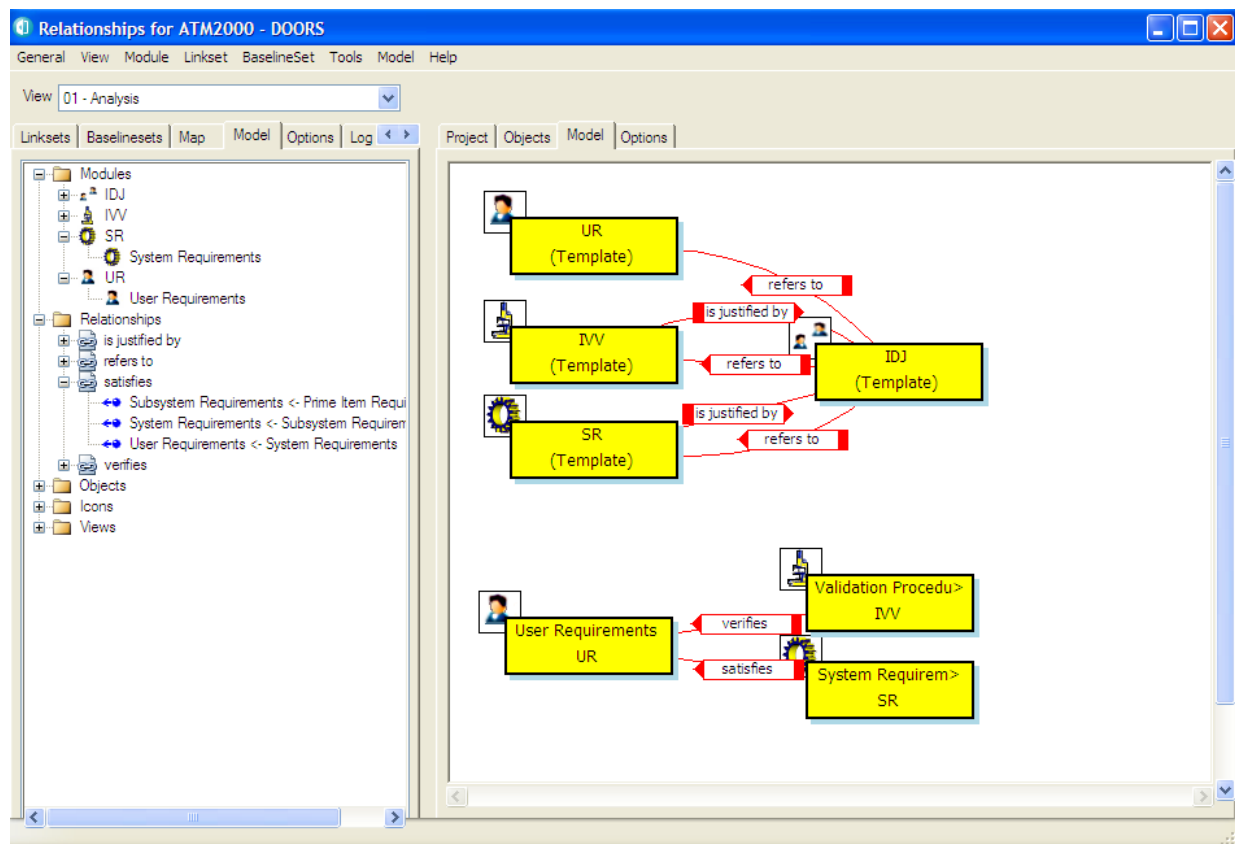 Relationships for ATM2000 - DOORS
General View Module Linkset BaselineSet Tools Model Help
View 01 - Analysis
Linksets Baselinesets Map Model Options Log
Modules
IDJ
IVV
SR
System Requirements
UR
User Requirements
Relationships
is justified by
refers to
satisfies
Subsystem Requirements <- Prime Item Requi
System Requirements <- Subsystem Requirem
User Requirements <- System Requirements
verifies
Objects
Icons
Views
Project Objects Model Options
UR
(Template)
refers to
is justified by
IVV
(Template)
refers to
IDJ
(Template)
is justified by
SR
(Template)
refers to
Validation Procedu>
IVV
User Requirements
UR
verifies
satisfies
System Requirem>
SR